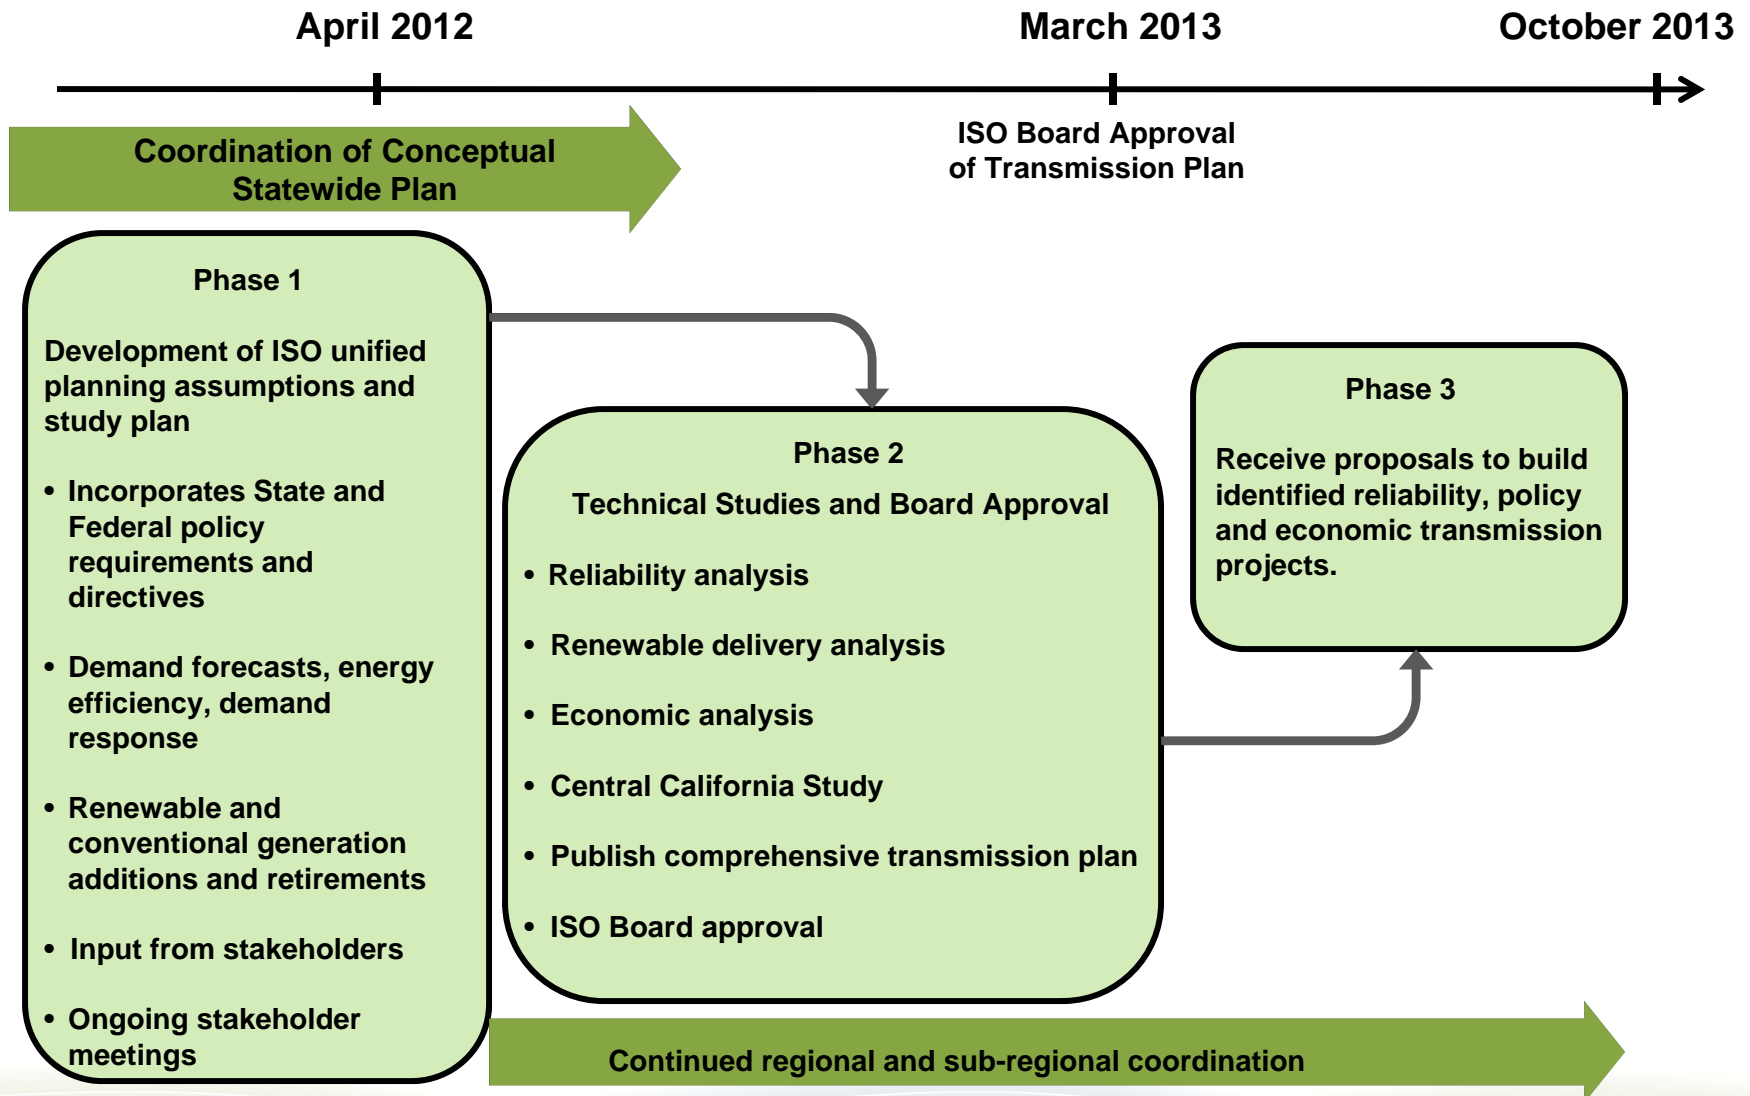 April 2012
March 2013
October 2013
Coordination of Conceptual
Statewide Plan
ISO Board Approval
of Transmission Plan
Phase 1
Development of ISO unified
planning assumptions and
study plan
• Incorporates State and
Federal policy
requirements and
directives
• Demand forecasts, energy
efficiency, demand
response
• Renewable and
conventional generation
additions and retirements
• Input from stakeholders
• Ongoing stakeholder
meetings
Phase 2
Technical Studies and Board Approval
• Reliability analysis
• Renewable delivery analysis
• Economic analysis
• Central California Study
• Publish comprehensive transmission plan
• ISO Board approval
Phase 3
Receive proposals to build
identified reliability, policy
and economic transmission
projects.
Continued regional and sub-regional coordination